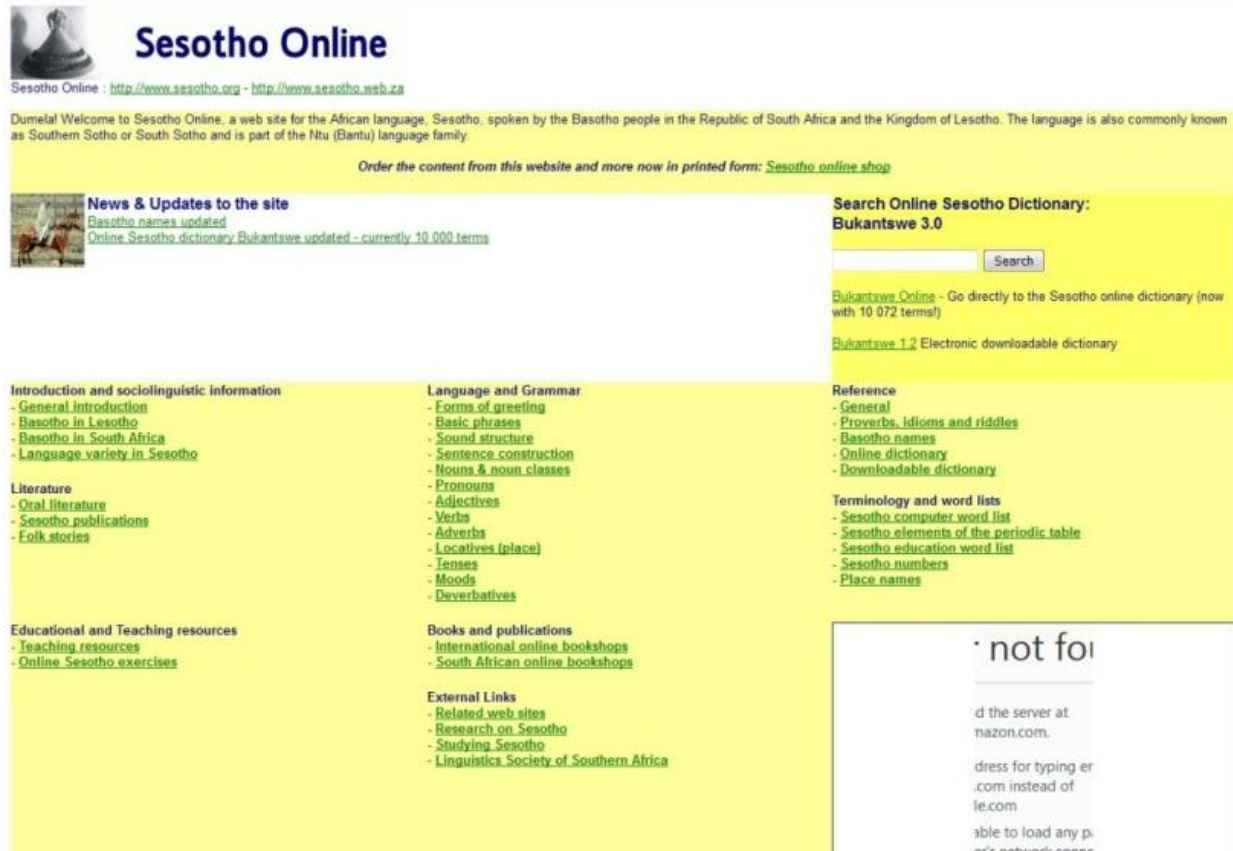 Sesotho Online
Sesotho Online : http://www.sesotho.org - http://www.sesotho.web.za
Dumela! Welcome to Sesotho Online, a web site for the African language, Sesotho, spoken by the Basotho people in the Republic of South Africa and the Kingdom of Lesotho. The language is also commonly known
as Southern Sotho or South Sotho and is part of the Ntu (Bantu) language family.
Order the content from this website and more now in printed form: Sesotho online shop
News & Updates to the site
Basotho names updated
Online Sesotho dictionary Bukantswe updated - currently 10 000 terms
Search Online Sesotho Dictionary:
Bukantswe 3.0
Search
Bukantswe Online - Go directly to the Sesotho online dictionary (now
with 10 072 terms!)
Bukantswe 1.2 Electronic downloadable dictionary
Introduction and sociolinguistic information
- General introduction
- Basotho in Lesotho
- Basotho in South Africa
- Language variety in Sesotho
Literature
- Oral literature
- Sesotho publications
- Folk stories
Language and Grammar
- Forms of greeting
- Basic phrases
- Sound structure
- Sentence construction
- Nouns & noun classes
- Pronouns
- Adjectives
- Verbs
- Adverbs
- Locatives (place)
- Tenses
- Moods
- Deverbatives
Reference
- General
- Proverbs, idioms and riddles
- Basotho names
- Online dictionary
- Downloadable dictionary
Terminology and word lists
- Sesotho computer word list
- Sesotho elements of the periodic table
- Sesotho education word list
- Sesotho numbers
- Place names
Educational and Teaching resources
- Teaching resources
- Online Sesotho exercises
Books and publications
- International online bookshops
- South African online bookshops
External Links
- Related web sites
- Research on Sesotho
- Studying Sesotho
- Linguistics Society of Southern Africa
not
the server at
for typing
.com instead of
to load any